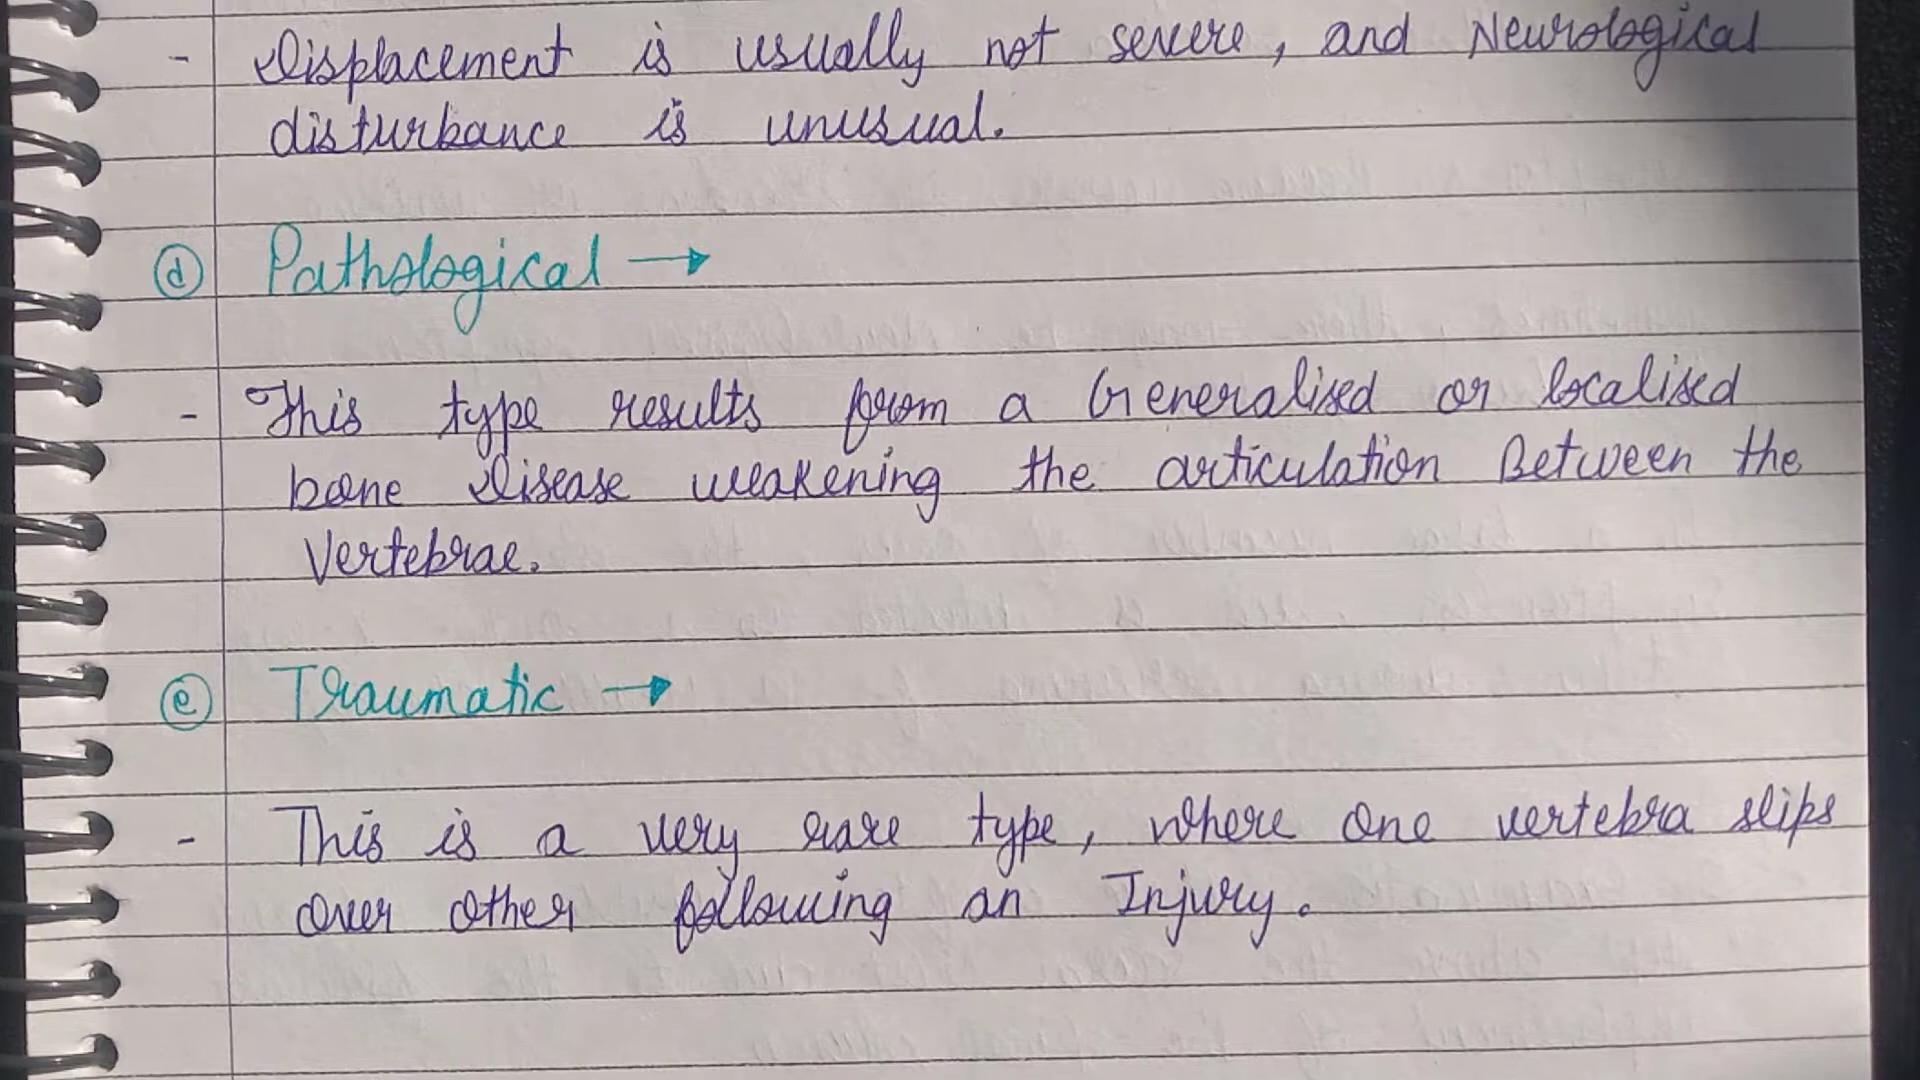 - Displacement is usually not severe, and Neurological
disturbance is unusual.
ⓓ Pathological →
- This type results from a Generalised or localised
bone Disease weakening the articulation Between the
Vertebrae.
ⓔ Traumatic →
- This is a very rare type, where one vertebra slips
over other following an Injury.